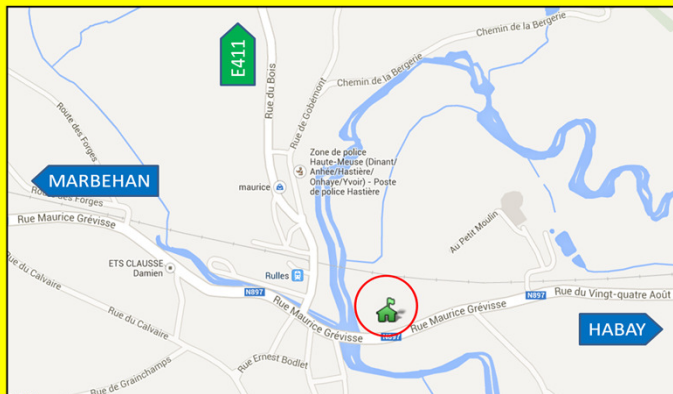 Chemin de la Bergerie
E411
Rue du Bois
Rue de Gobémont
Chemin de la Bergerie
Route des Forges
Zone de police
Haute-Meuse (Dinant/
Anhée/Hastière/
Onhaye/Yvoir) - Poste
de police Hastière
MARBEHAN
maurice
Route des Forges
Rue Maurice Grévisse
Au Petit Moulin
ETS CLAUSSE
Damien
Rulles
Rue du Calvaire
N897
Rue Maurice Grévisse
Rue du Calvaire
N897
Rue du Vingt-quatre Août
Rue Maurice Grévisse
N897
HABAY
Rue Ernest Bodlet
Rue de Grainchamps